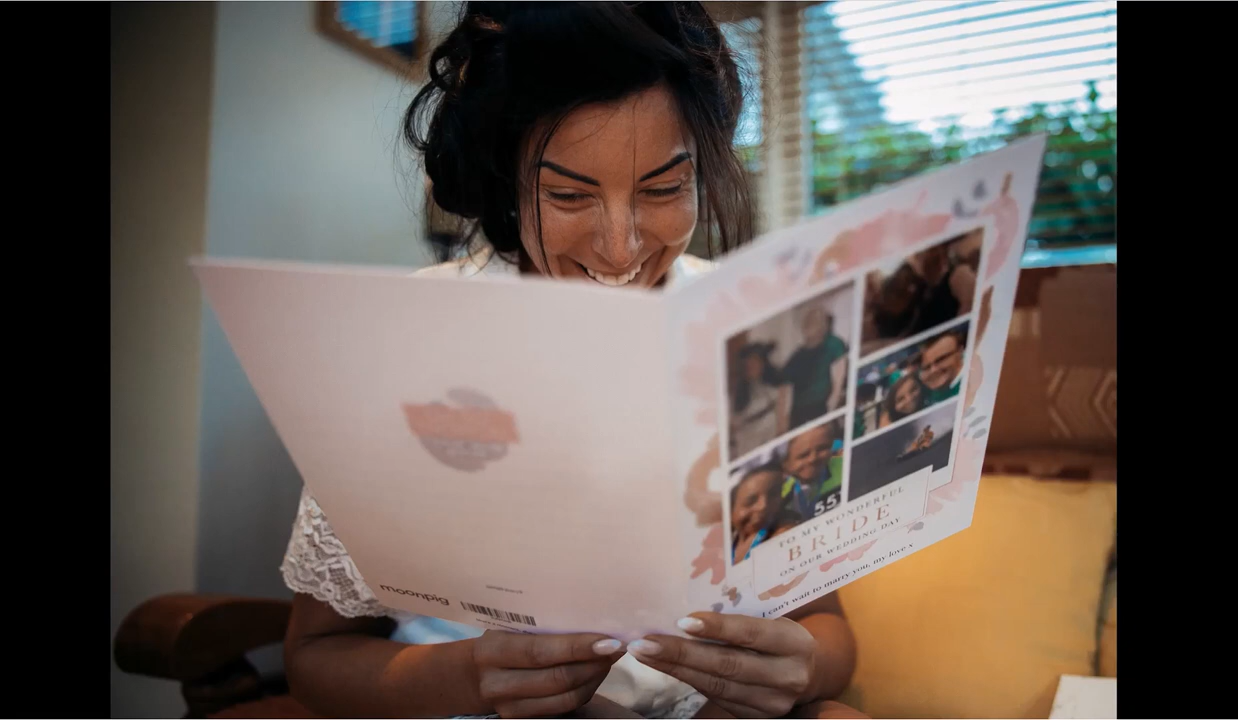 moonpig
55
TO MY WONDERFUL
BRIDE
ON OUR WEDDING DAY
I can't wait to marry you, my love x